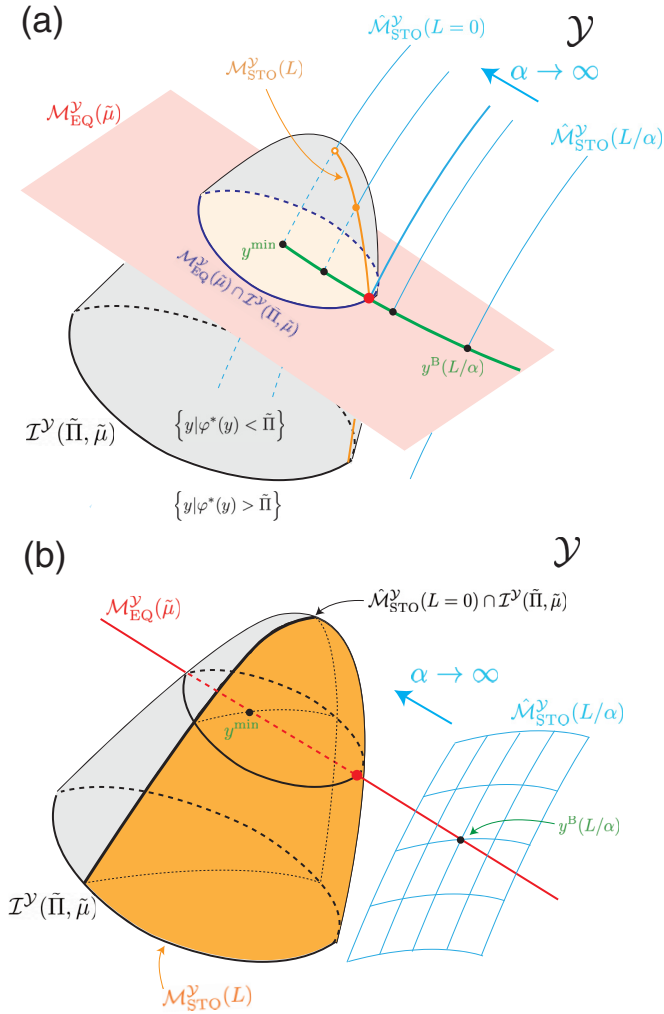 (a)
𝒴
M̂^𝒴_STO(L = 0)
M^𝒴_STO(L)
α → ∞
M^𝒴_EQ(μ̃)
M̂^𝒴_STO(L/α)
y^min
M^𝒴_EQ(μ̃) ∩ I^𝒴(Π̃, μ̃)
y^B(L/α)
{y|φ*(y) < Π̃}
I^𝒴(Π̃, μ̃)
{y|φ*(y) > Π̃}
(b)
𝒴
M^𝒴_EQ(μ̃)
M̂^𝒴_STO(L = 0) ∩ I^𝒴(Π̃, μ̃)
α → ∞
M̂^𝒴_STO(L/α)
y^min
y^B(L/α)
I^𝒴(Π̃, μ̃)
M^𝒴_STO(L)